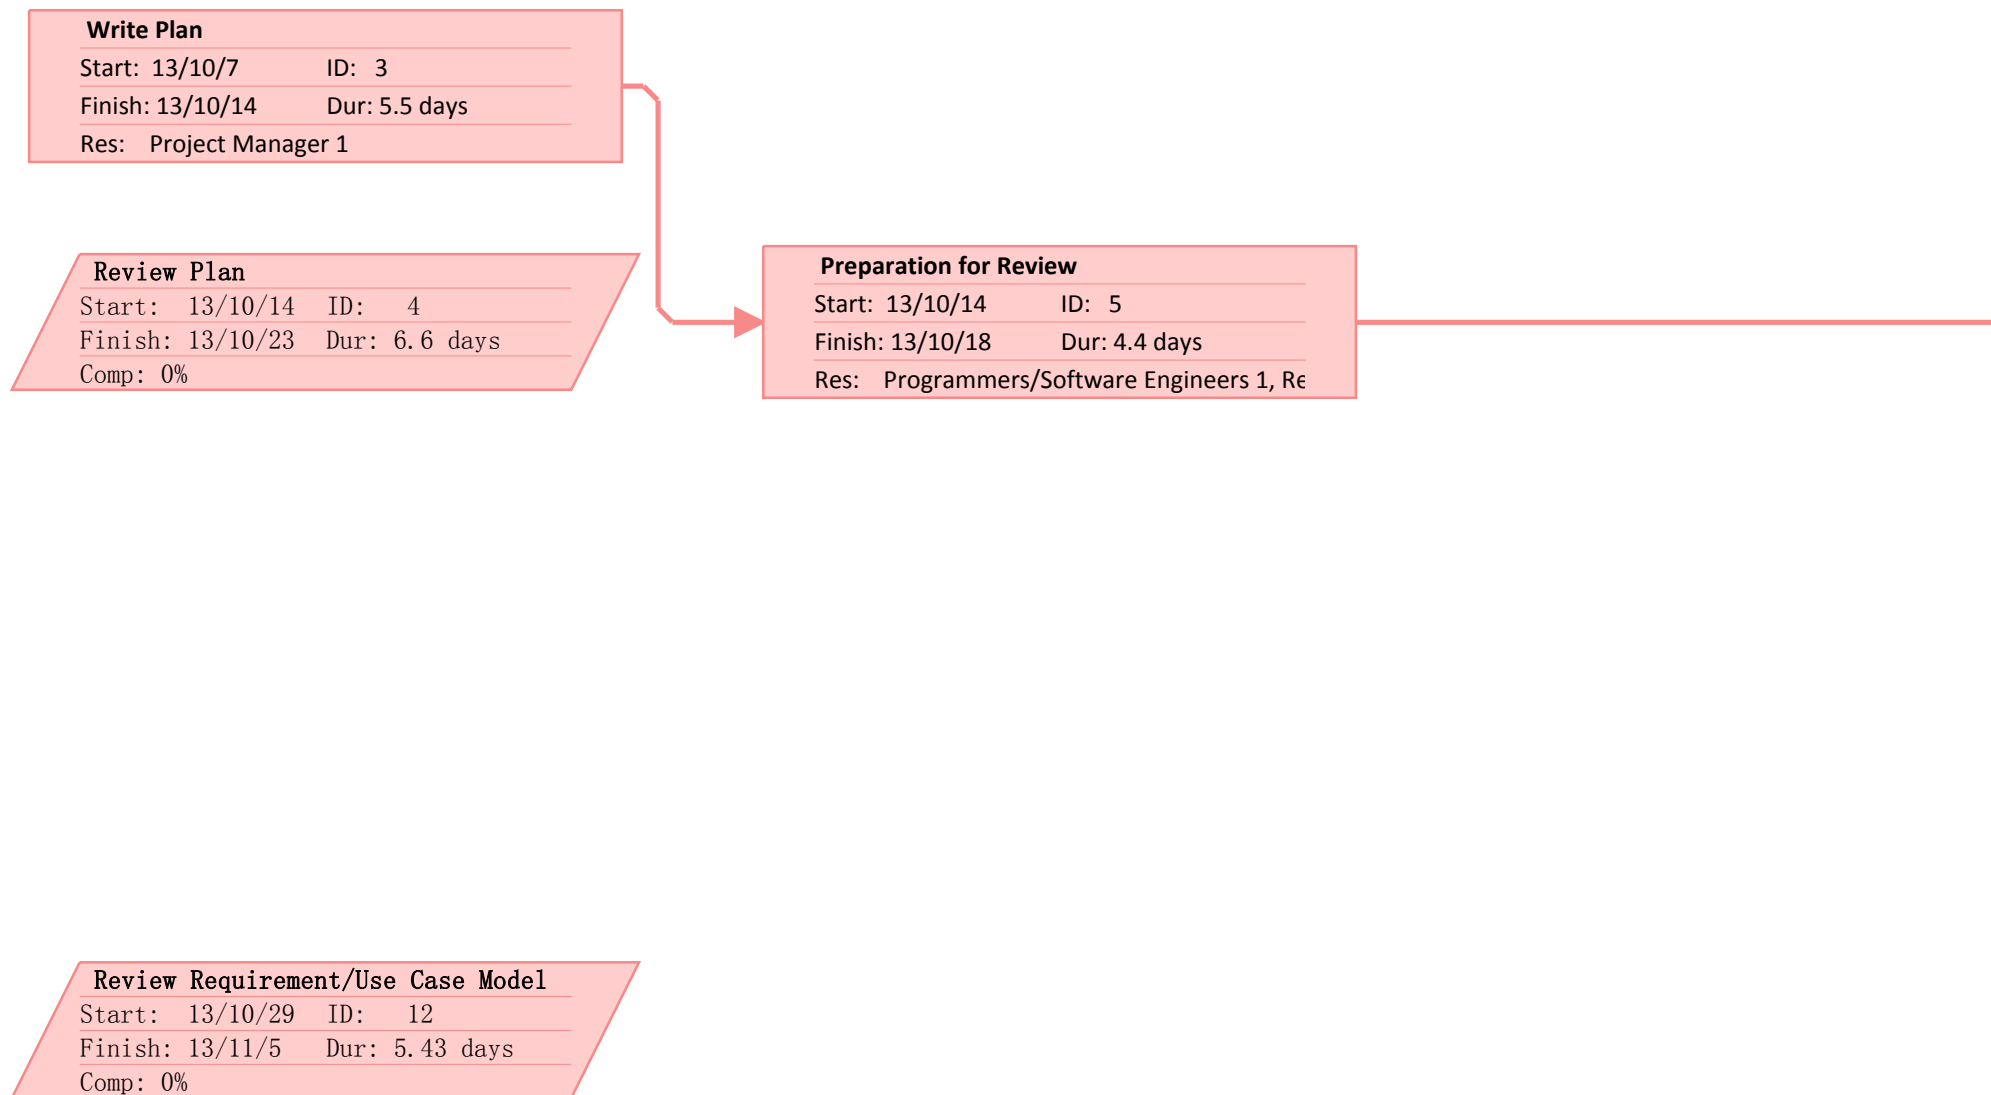 Write Plan
Start: 13/10/7 ID: 3
Finish: 13/10/14 Dur: 5.5 days
Res: Project Manager 1
Review Plan
Start: 13/10/14 ID: 4
Finish: 13/10/23 Dur: 6.6 days
Comp: 0%
Preparation for Review
Start: 13/10/14 ID: 5
Finish: 13/10/18 Dur: 4.4 days
Res: Programmers/Software Engineers 1, Re
Review Requirement/Use Case Model
Start: 13/10/29 ID: 12
Finish: 13/11/5 Dur: 5.43 days
Comp: 0%